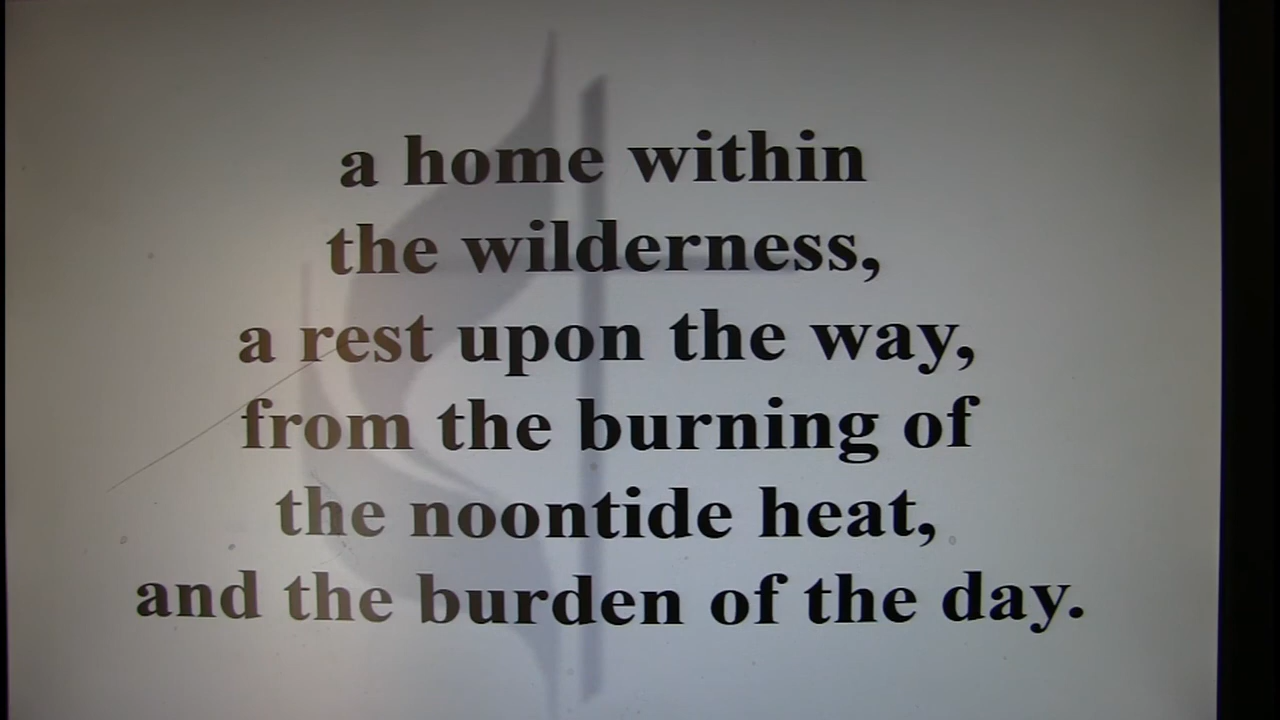 a home within
the wilderness,
a rest upon the way,
from the burning of
the noontide heat,
and the burden of the day.